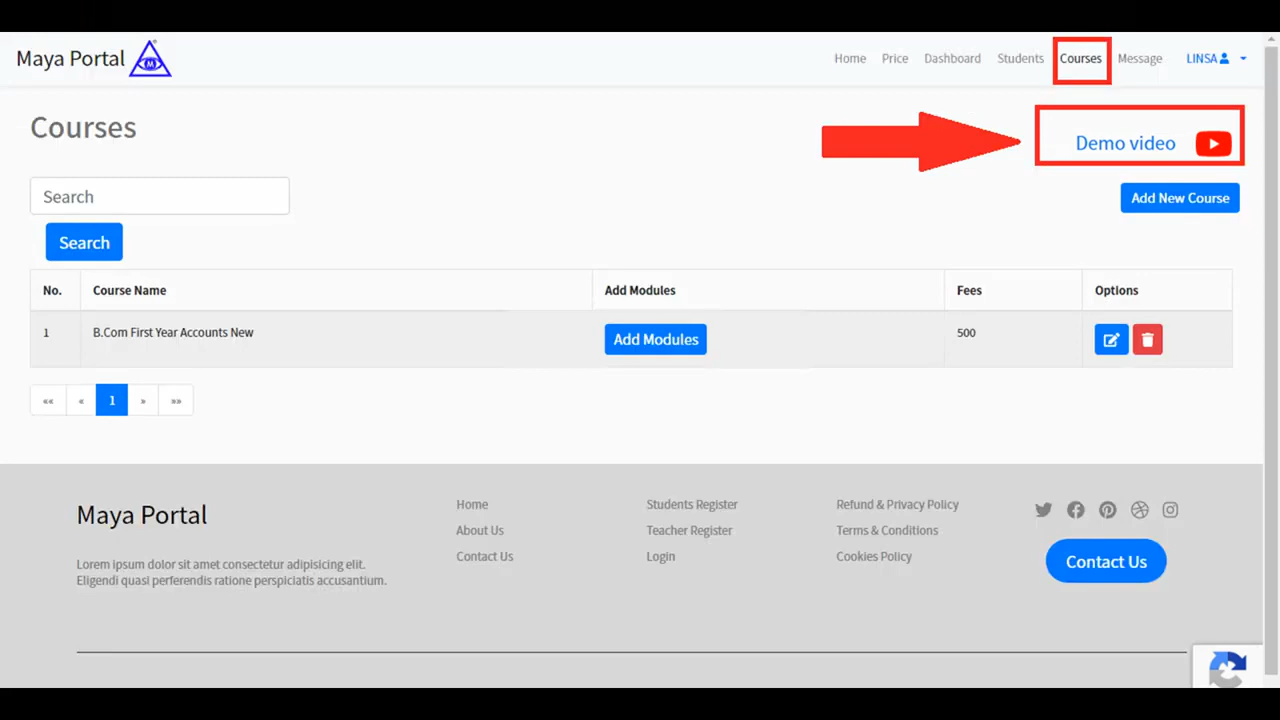 Maya Portal
Home Price Dashboard Students Courses Message LINSA
Courses
Demo video
Search
Add New Course
Search
No. Course Name Add Modules Fees Options
1 B.Com First Year Accounts New Add Modules 500
«« « 1 » »»
Maya Portal
Lorem ipsum dolor sit amet consectetur adipisicing elit.
Eligendi quasi perferendis ratione perspiciatis accusantium.
Home
About Us
Contact Us
Students Register
Teacher Register
Login
Refund & Privacy Policy
Terms & Conditions
Cookies Policy
Contact Us